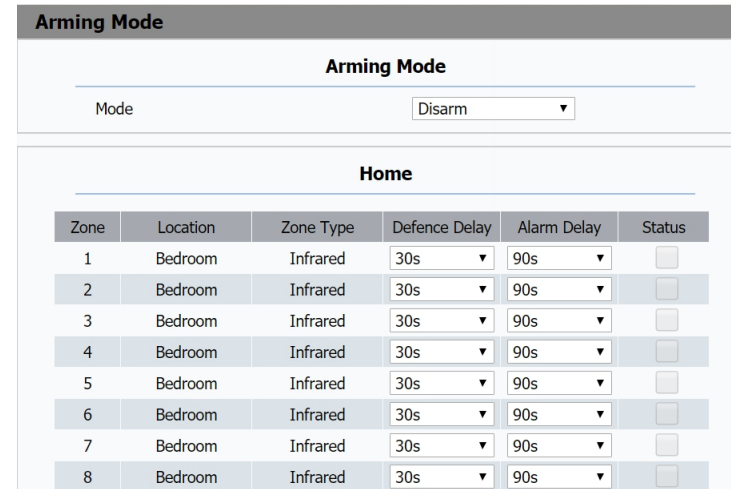 Arming Mode
Arming Mode
Mode Disarm
Home
Zone Location Zone Type Defence Delay Alarm Delay Status
1 Bedroom Infrared 30s 90s
2 Bedroom Infrared 30s 90s
3 Bedroom Infrared 30s 90s
4 Bedroom Infrared 30s 90s
5 Bedroom Infrared 30s 90s
6 Bedroom Infrared 30s 90s
7 Bedroom Infrared 30s 90s
8 Bedroom Infrared 30s 90s